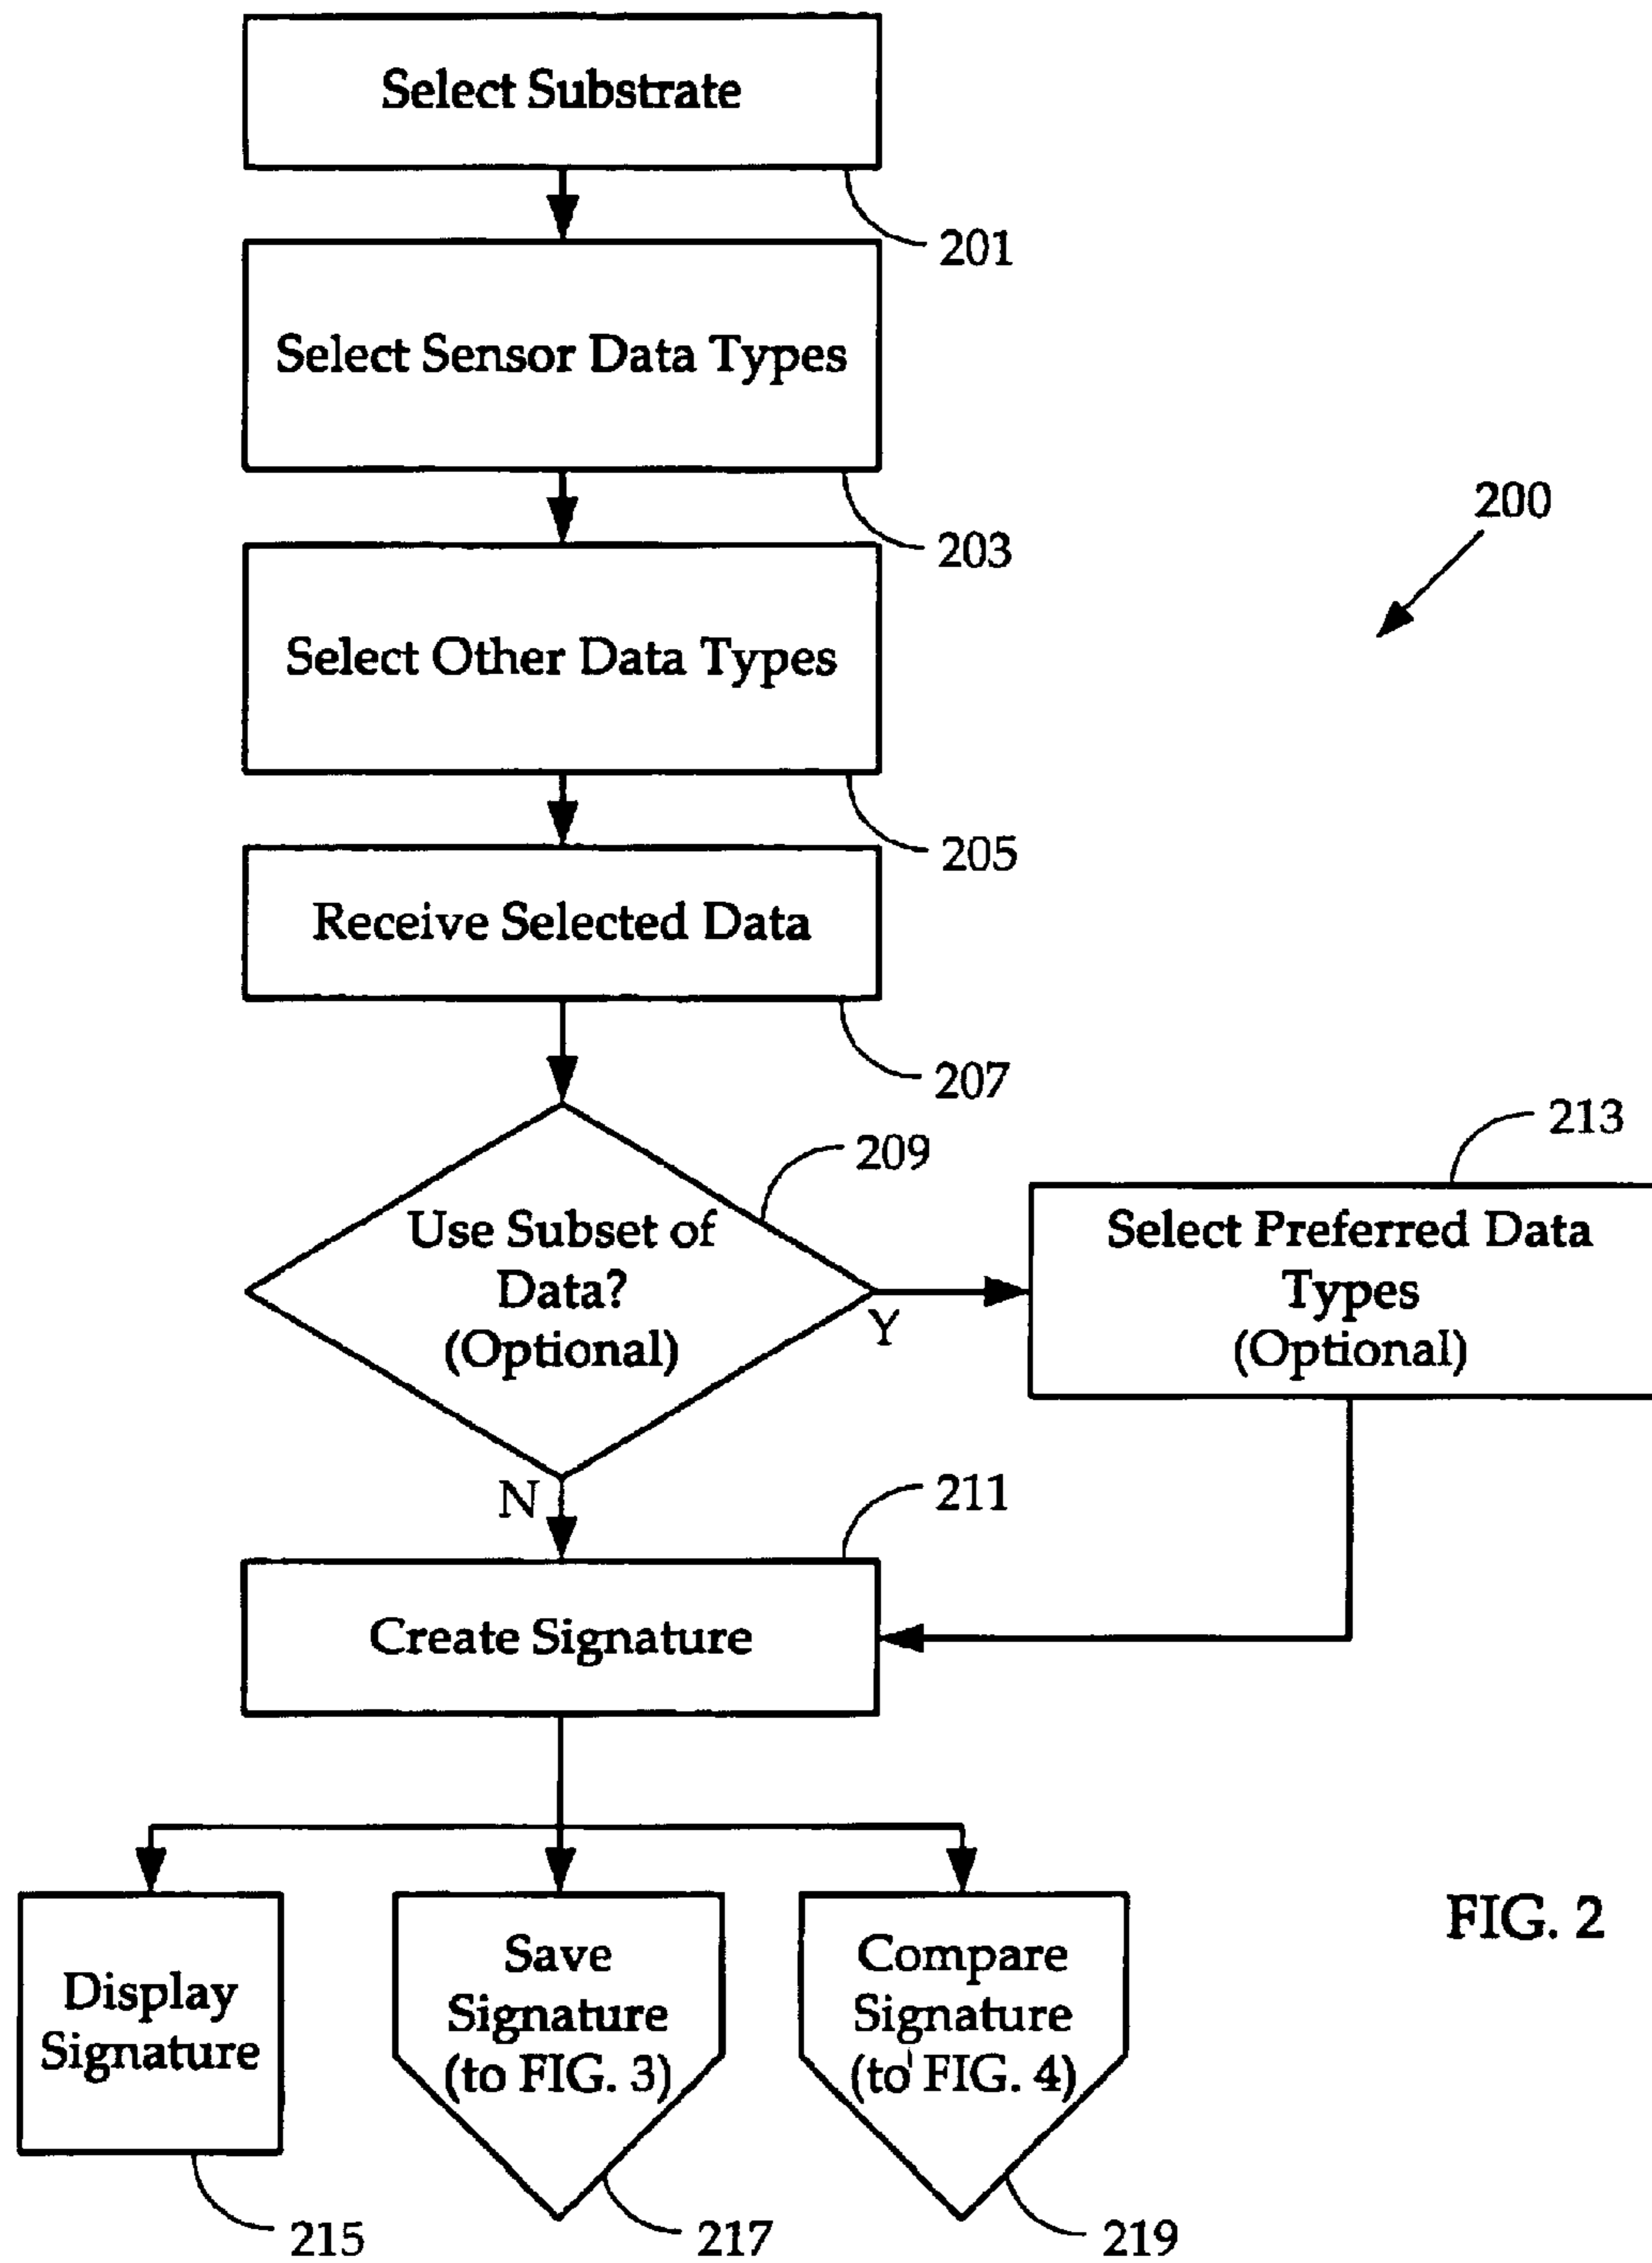 Select Substrate
201
Select Sensor Data Types
203
200
Select Other Data Types
205
Receive Selected Data
207
209
213
Use Subset of
Data?
(Optional)
Y
Select Preferred Data
Types
(Optional)
N
211
Create Signature
Display
Signature
215
Save
Signature
(to FIG. 3)
217
Compare
Signature
(to FIG. 4)
219
FIG. 2